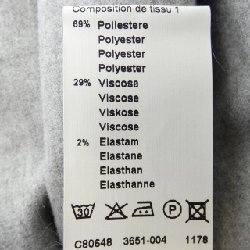 Composition de tissu 1
69% Poliestere
Polyester
Polyester
Polyester
29% Viscosa
Viscose
Viskose
Viscose
2% Elastam
Elastane
Elasthan
Elasthanne
30 P
C80548 3651-004 1178